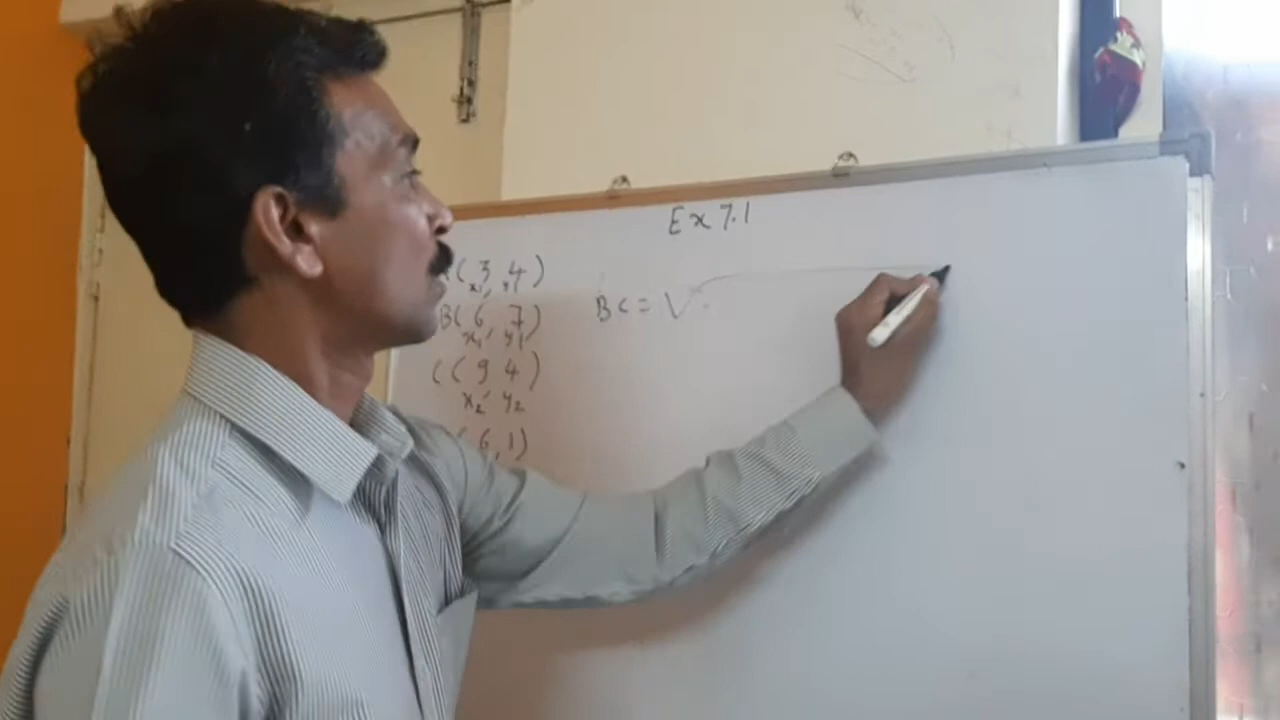 Ex 7.1
(3, 4)
x₁, y₁
B(6, 7)
x₁, y₁
C(9 4)
x₂, y₂
(6, 1)
BC = √